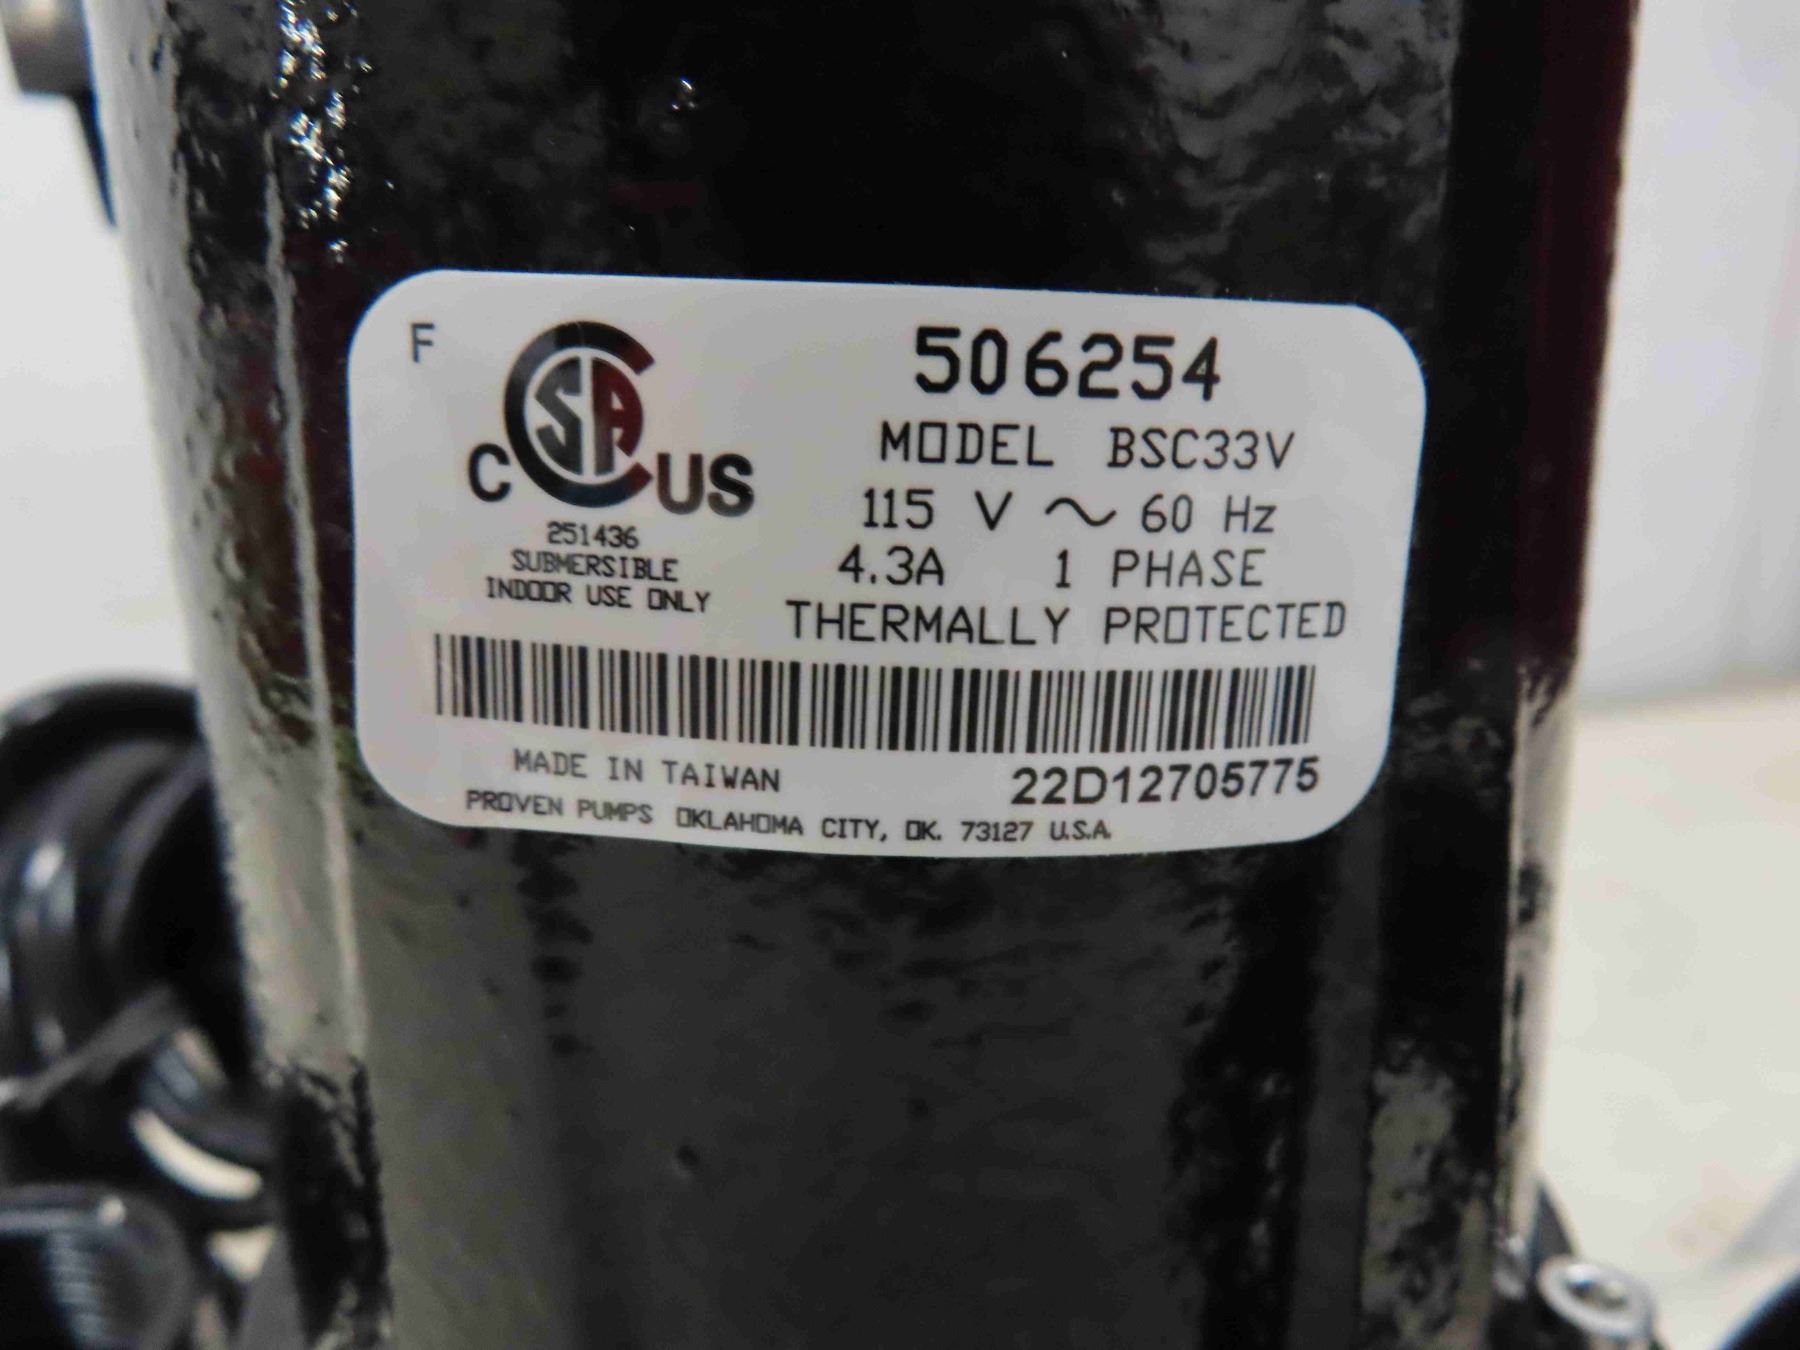 F
506254
CSA
C US
MODEL BSC33V
115 V ~ 60 Hz
251436
4.3A 1 PHASE
SUBMERSIBLE
INDOOR USE ONLY
THERMALLY PROTECTED
MADE IN TAIWAN
22D12705775
PROVEN PUMPS OKLAHOMA CITY, OK. 73127 U.S.A.